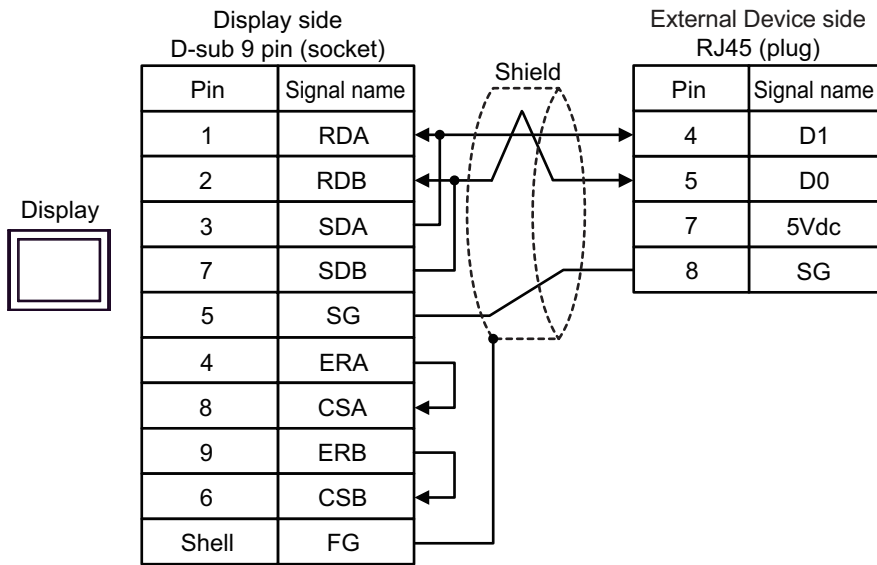 Display side
D-sub 9 pin (socket)
External Device side
RJ45 (plug)
Shield
Pin Signal name
1 RDA
2 RDB
3 SDA
7 SDB
5 SG
4 ERA
8 CSA
9 ERB
6 CSB
Shell FG
Display
Pin Signal name
4 D1
5 D0
7 5Vdc
8 SG